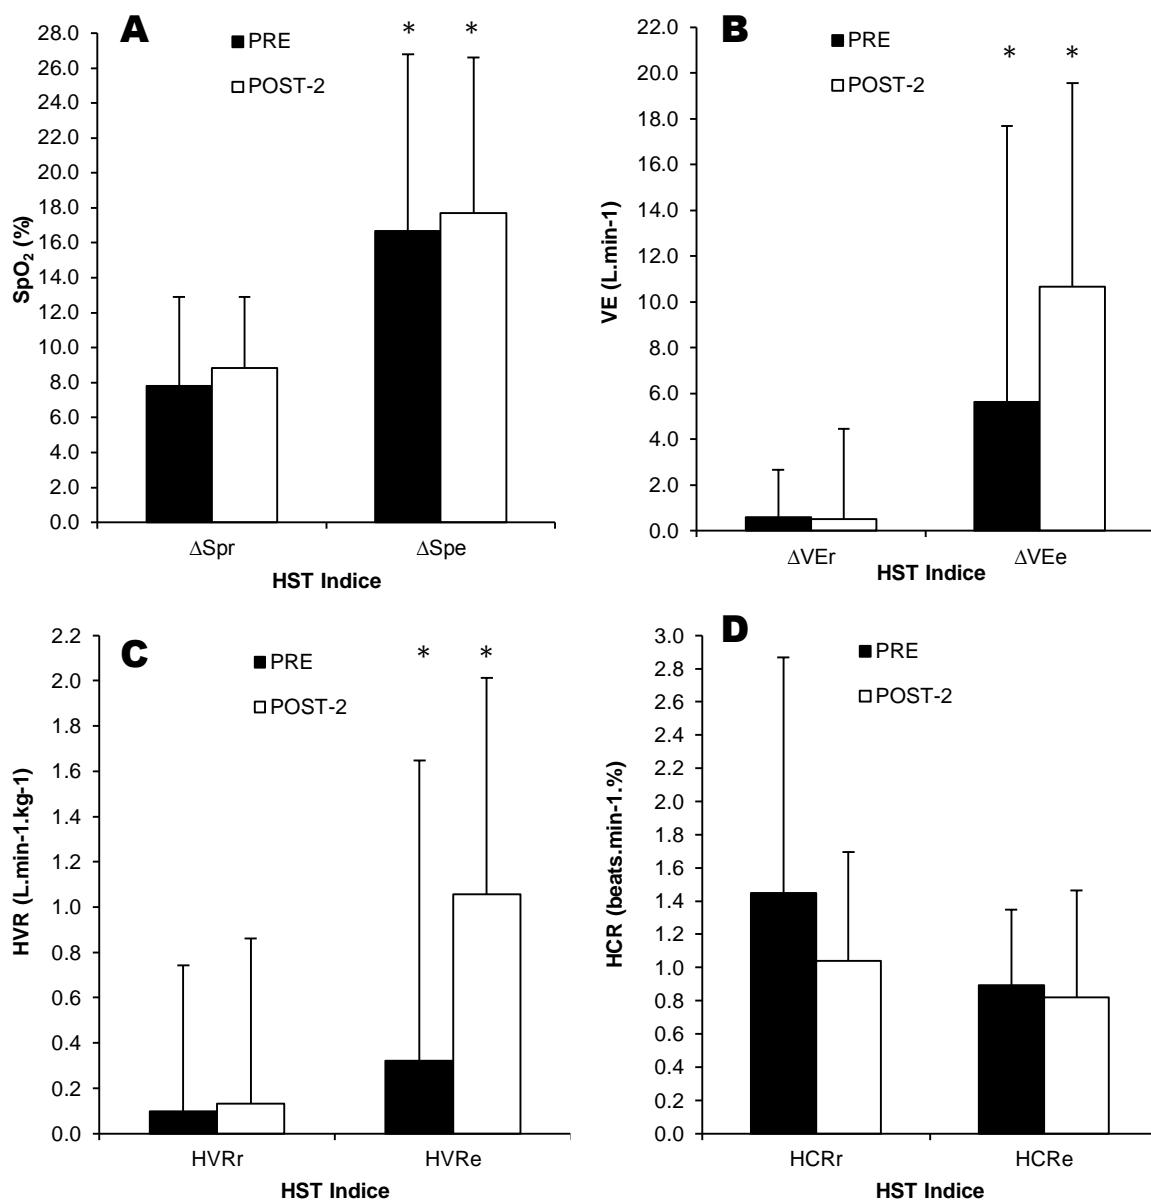 A
PRE
POST-2
* *
SpO₂ (%)
28.0
26.0
24.0
22.0
20.0
18.0
16.0
14.0
12.0
10.0
8.0
6.0
4.0
2.0
0.0
ΔSpr ΔSpe
HST Indice
B
PRE
POST-2
* *
VE (L.min-1)
22.0
20.0
18.0
16.0
14.0
12.0
10.0
8.0
6.0
4.0
2.0
0.0
ΔVEr ΔVEe
HST Indice
C
PRE
POST-2
* *
HVR (L.min-1.kg-1)
2.2
2.0
1.8
1.6
1.4
1.2
1.0
0.8
0.6
0.4
0.2
0.0
HVRr HVRe
HST Indice
D
PRE
POST-2
HCR (beats.min-1.%)
3.0
2.8
2.6
2.4
2.2
2.0
1.8
1.6
1.4
1.2
1.0
0.8
0.6
0.4
0.2
0.0
HCRr HCRe
HST Indice